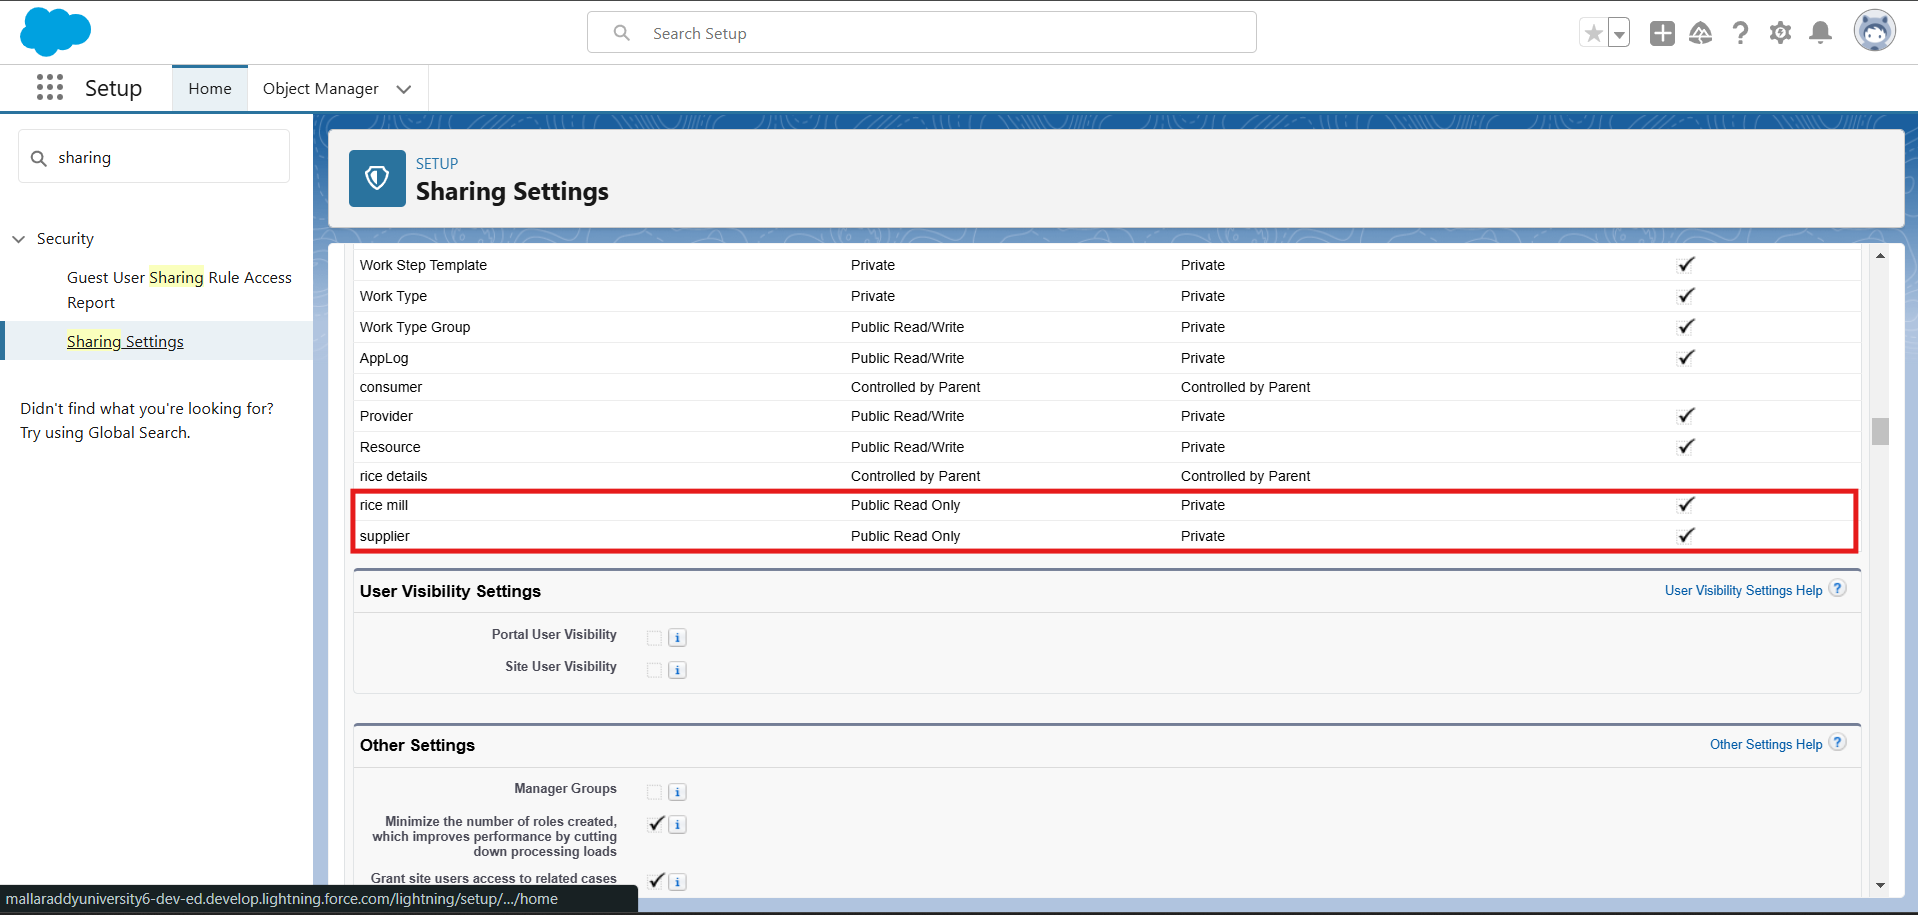 Search Setup
Setup
Home
Object Manager
sharing
Security
Guest User Sharing Rule Access
Report
Sharing Settings
Didn't find what you're looking for?
Try using Global Search.
SETUP
Sharing Settings
Work Step Template Private Private
Work Type Private Private
Work Type Group Public Read/Write Private
AppLog Public Read/Write Private
consumer Controlled by Parent Controlled by Parent
Provider Public Read/Write Private
Resource Public Read/Write Private
rice details Controlled by Parent Controlled by Parent
rice mill Public Read Only Private
supplier Public Read Only Private
User Visibility Settings
User Visibility Settings Help ?
Portal User Visibility i
Site User Visibility i
Other Settings
Other Settings Help ?
Manager Groups i
Minimize the number of roles created,
which improves performance by cutting
down processing loads i
Grant site users access to related cases i
mallaraddyuniversity6-dev-ed.develop.lightning.force.com/lightning/setup/.../home